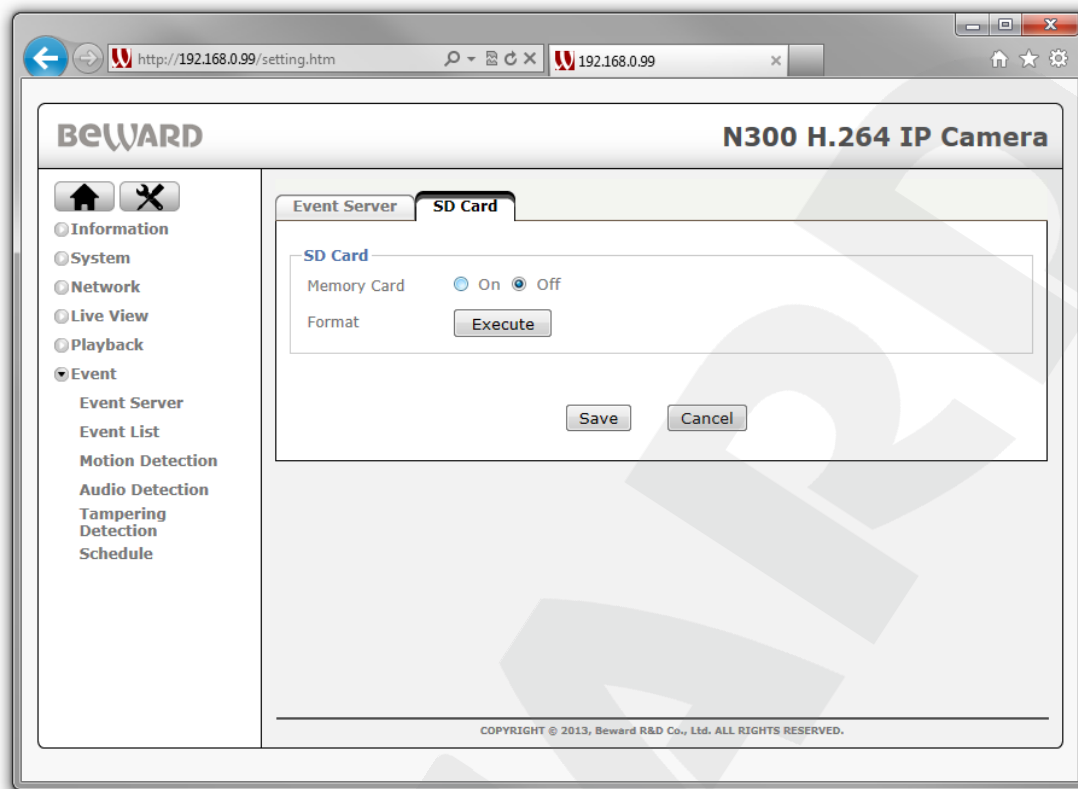 http://192.168.0.99/setting.htm
192.168.0.99
BEWARD
N300 H.264 IP Camera
Information
System
Network
Live View
Playback
Event
Event Server
Event List
Motion Detection
Audio Detection
Tampering
Detection
Schedule
Event Server SD Card
SD Card
Memory Card On Off
Format Execute
Save Cancel
COPYRIGHT © 2013, Beward R&D Co., Ltd. ALL RIGHTS RESERVED.